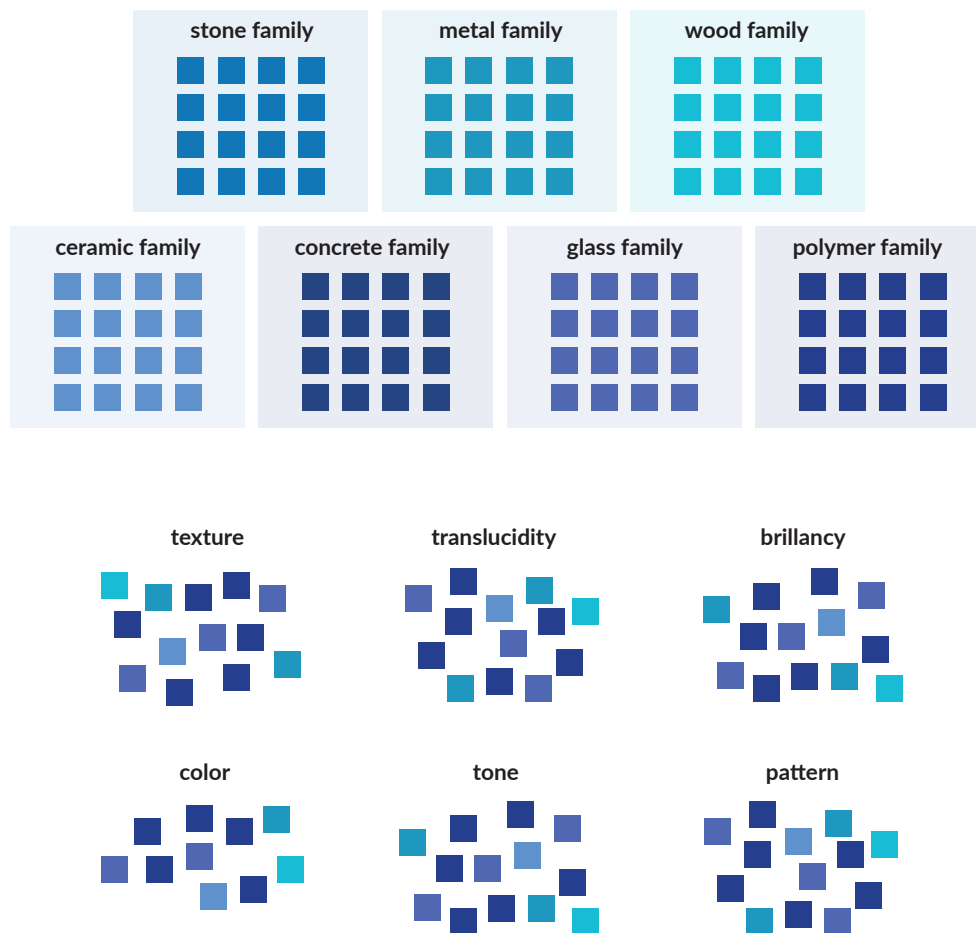 stone family
metal family
wood family
ceramic family
concrete family
glass family
polymer family
texture
translucidity
brillancy
color
tone
pattern